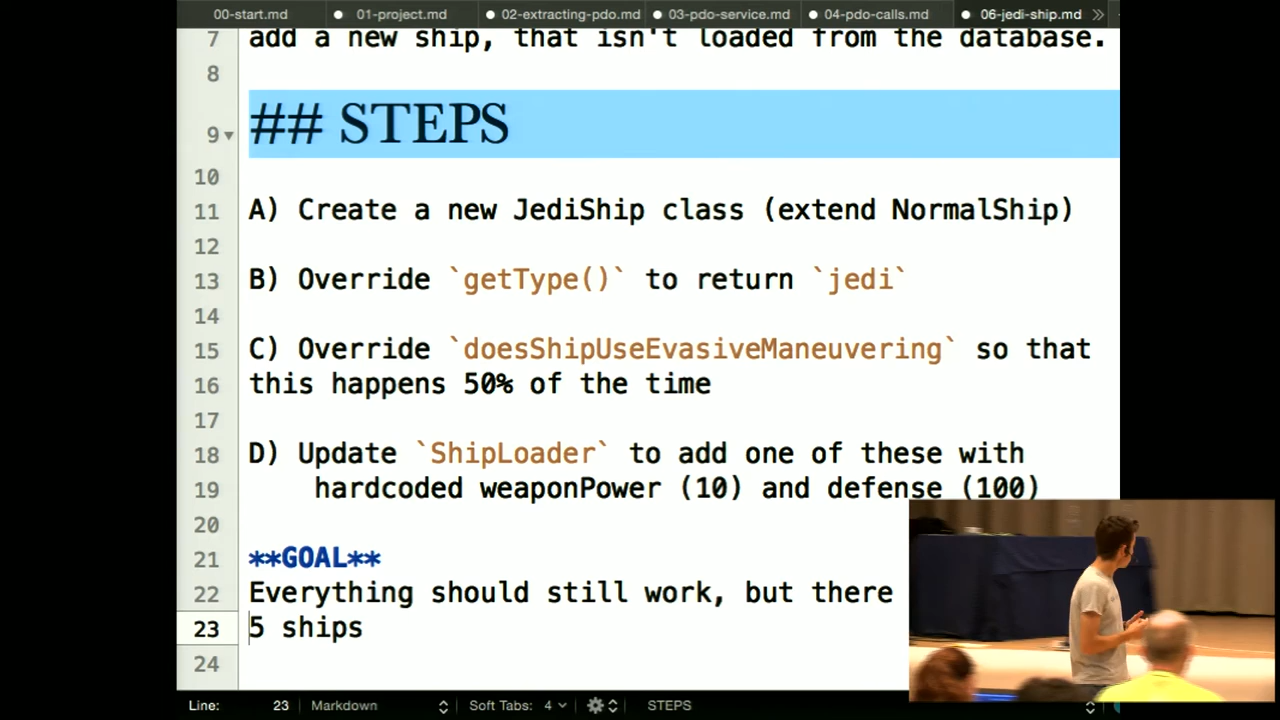 00-start.md 01-project.md 02-extracting-pdo.md 03-pdo-service.md 04-pdo-calls.md 06-jedi-ship.md
7 add a new ship, that isn't loaded from the database.
8
9 ## STEPS
10
11 A) Create a new JediShip class (extend NormalShip)
12
13 B) Override `getType()` to return `jedi`
14
15 C) Override `doesShipUseEvasiveManeuvering` so that
16 this happens 50% of the time
17
18 D) Update `ShipLoader` to add one of these with
19 hardcoded weaponPower (10) and defense (100)
20
21 **GOAL**
22 Everything should still work, but there
23 5 ships
24
Line: 23 Markdown Soft Tabs: 4 STEPS